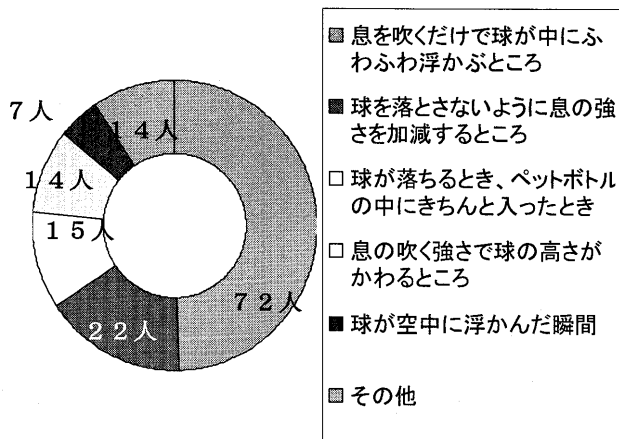 7人
14人
14人
15人
22人
72人
息を吹くだけで球が中にふ
わふわ浮かぶところ
球を落とさないように息の強
さを加減するところ
球が落ちるとき、ペットボトル
の中にきちんと入ったとき
息の吹く強さで球の高さが
かわるところ
球が空中に浮かんだ瞬間
その他